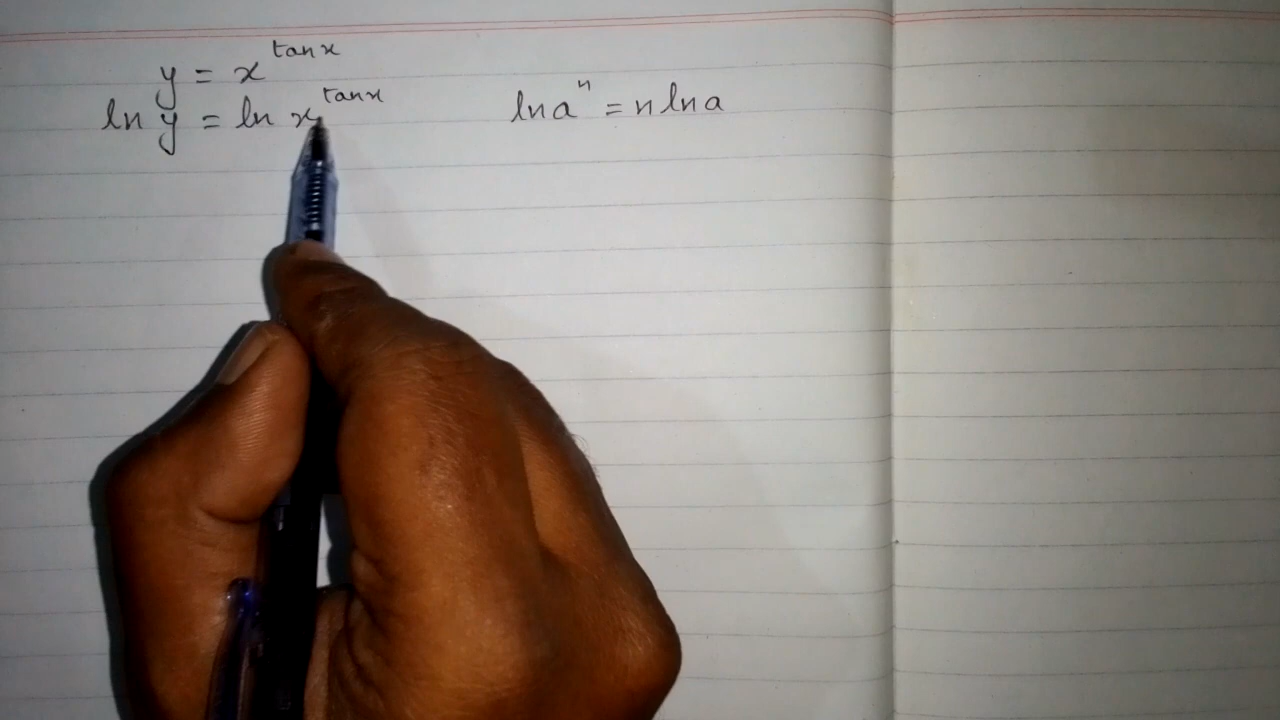 y = x^tan x
ln y = ln x^tan x
ln a^n = n ln a